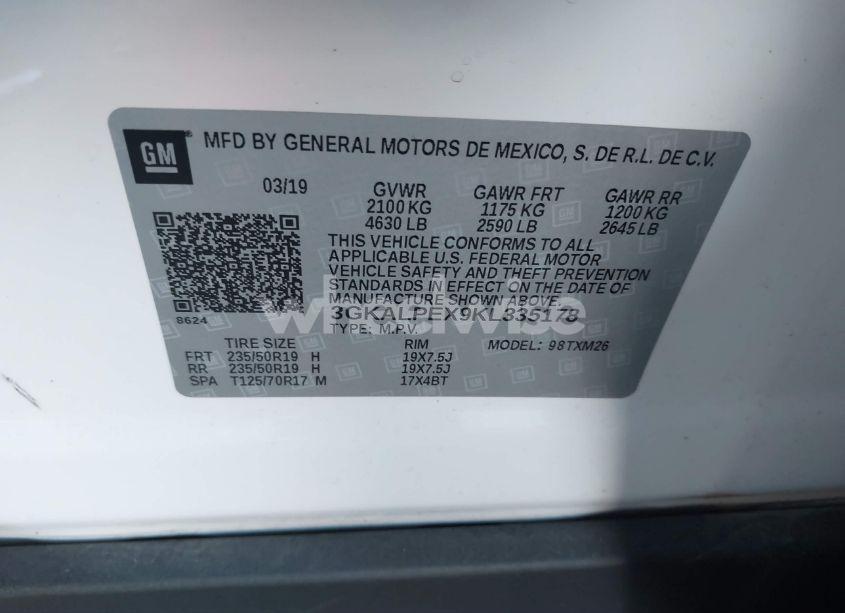 GM
MFD BY GENERAL MOTORS DE MEXICO, S. DE R.L. DE C.V.
03/19 GVWR GAWR FRT GAWR RR
2100 KG 1175 KG 1200 KG
4630 LB 2590 LB 2645 LB
THIS VEHICLE CONFORMS TO ALL
APPLICABLE U.S. FEDERAL MOTOR
VEHICLE SAFETY AND THEFT PREVENTION
STANDARDS IN EFFECT ON THE DATE OF
MANUFACTURE SHOWN ABOVE.
8624 3GKALPEX9KL335178
TYPE: M.P.V.
TIRE SIZE RIM MODEL: 98TXM26
FRT 235/50R19 H 19X7.5J
RR 235/50R19 H 19X7.5J
SPA T125/70R17 M 17X4BT